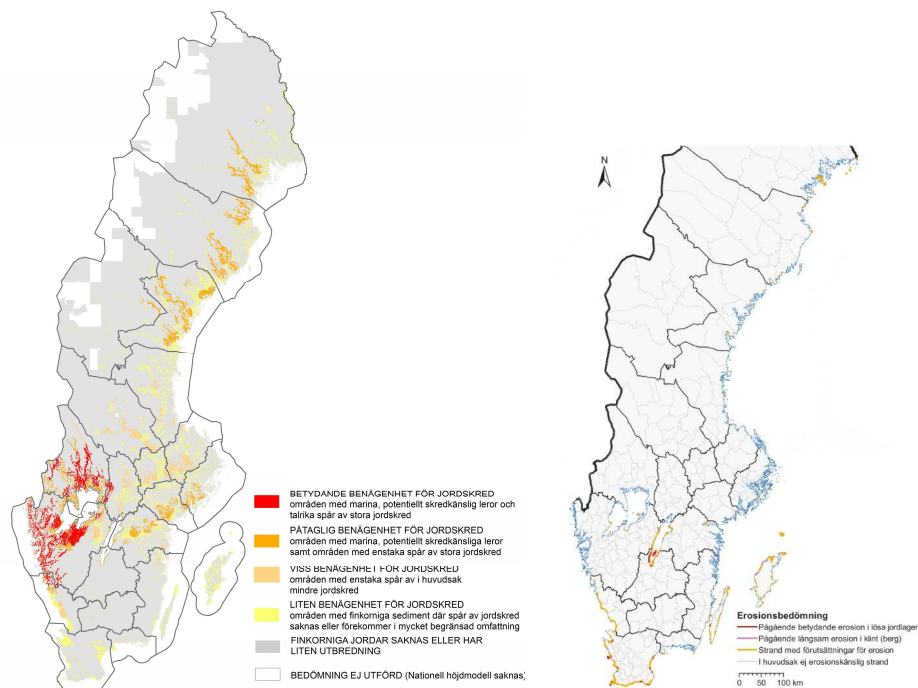 BETYDANDE BENÄGENHET FÖR JORDSKRED
områden med marina, potentiellt skredkänslig leror och
talrika spår av stora jordskred
PÅTAGLIG BENÄGENHET FÖR JORDSKRED
områden med marina, potentiellt skredkänsliga leror
samt områden med enstaka spår av stora jordskred
VISS BENÄGENHET FÖR JORDSKRED
områden med enstaka spår av i huvudsak
mindre jordskred
LITEN BENÄGENHET FÖR JORDSKRED
områden med finkorniga sediment där spår av jordskred
saknas eller förekommer i mycket begränsad omfattning
FINKORNIGA JORDAR SAKNAS ELLER HAR
LITEN UTBREDNING
BEDÖMNING EJ UTFÖRD (Nationell höjdmodell saknas)
N
Erosionsbedömning
Pågående betydande erosion i lösa jordlager
Pågående långsam erosion i klint (berg)
Strand med förutsättningar för erosion
I huvudsak ej erosionskänslig strand
0 50 100 km